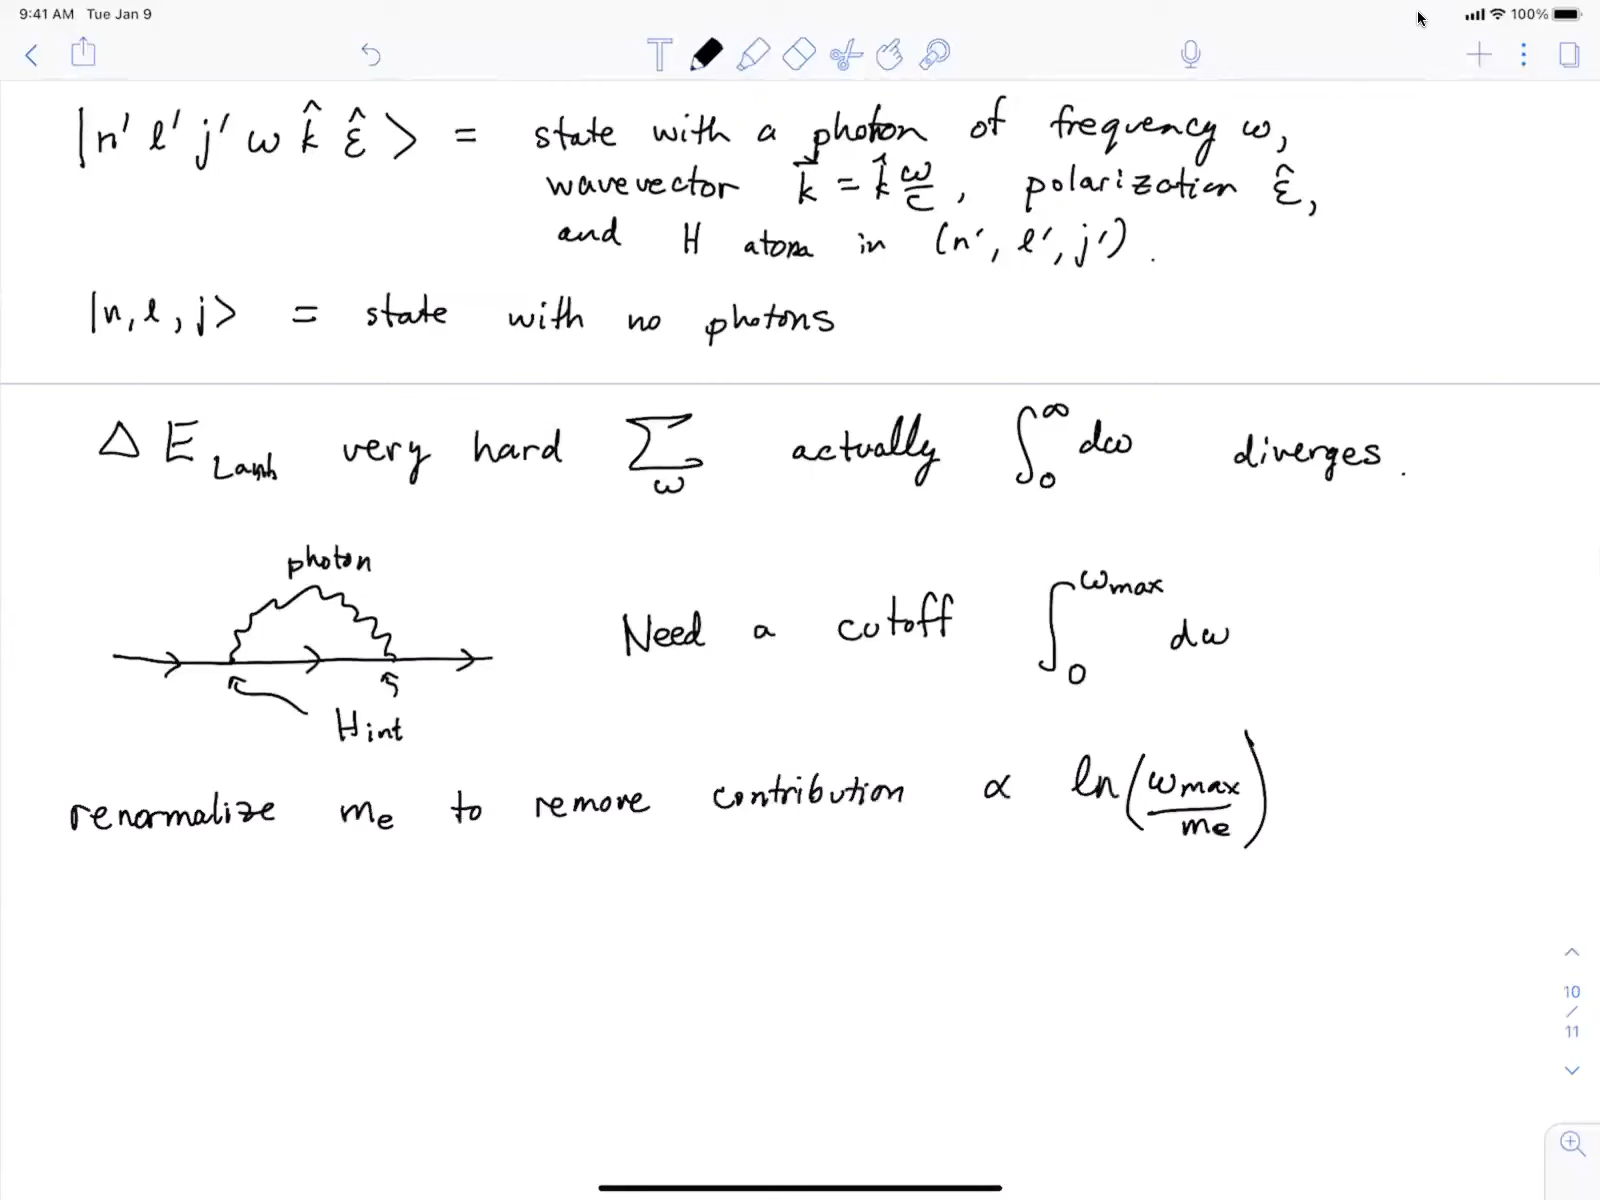 9:41 AM Tue Jan 9
100%
|n' l' j' ω k̂ ε̂ > = state with a photon of frequency ω,
wavevector k⃗ = k̂ ω/c , polarization ε̂,
and H atom in (n', l', j') .
|n, l, j> = state with no photons
Δ E Lamb very hard Σ_ω actually ∫_0^∞ dω diverges .
photon
Need a cutoff ∫_0^ωmax dω
Hint
renormalize me to remove contribution ∝ ln(ωmax/me)
10
/
11